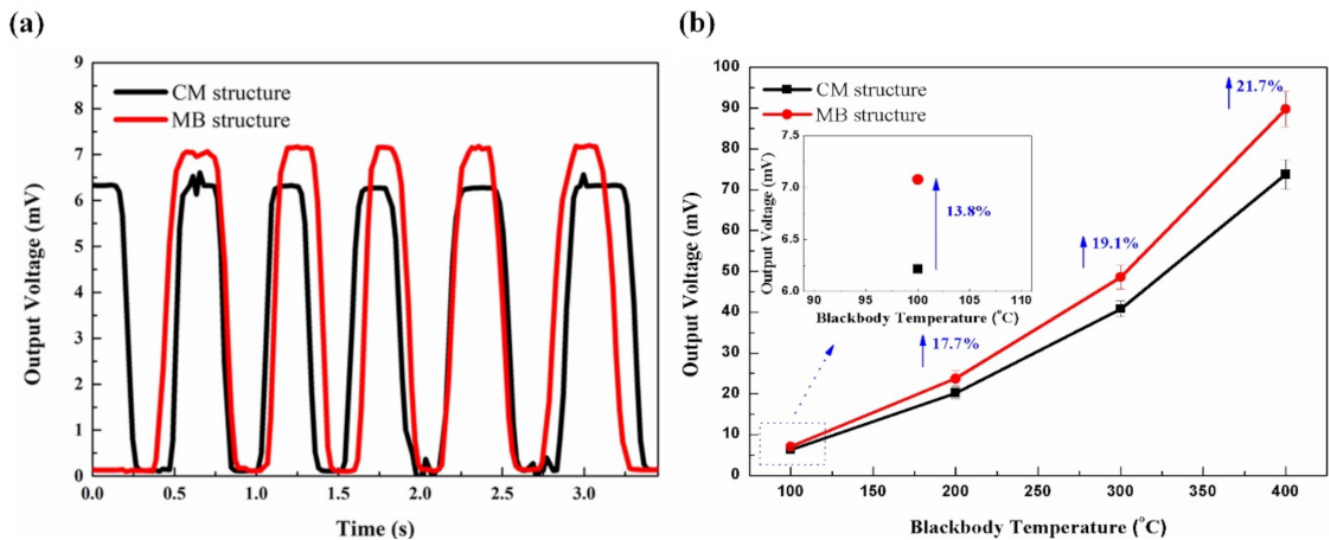 (a)
9
8
7
6
5
4
3
2
1
0
Output Voltage (mV)
CM structure
MB structure
0.0 0.5 1.0 1.5 2.0 2.5 3.0
Time (s)
(b)
100
90
80
70
60
50
40
30
20
10
0
Output Voltage (mV)
CM structure
MB structure
21.7%
19.1%
17.7%
7.5
7.0
6.5
6.0
Output Voltage (mV)
13.8%
90 95 100 105 110
Blackbody Temperature (°C)
100 150 200 250 300 350 400
Blackbody Temperature (°C)